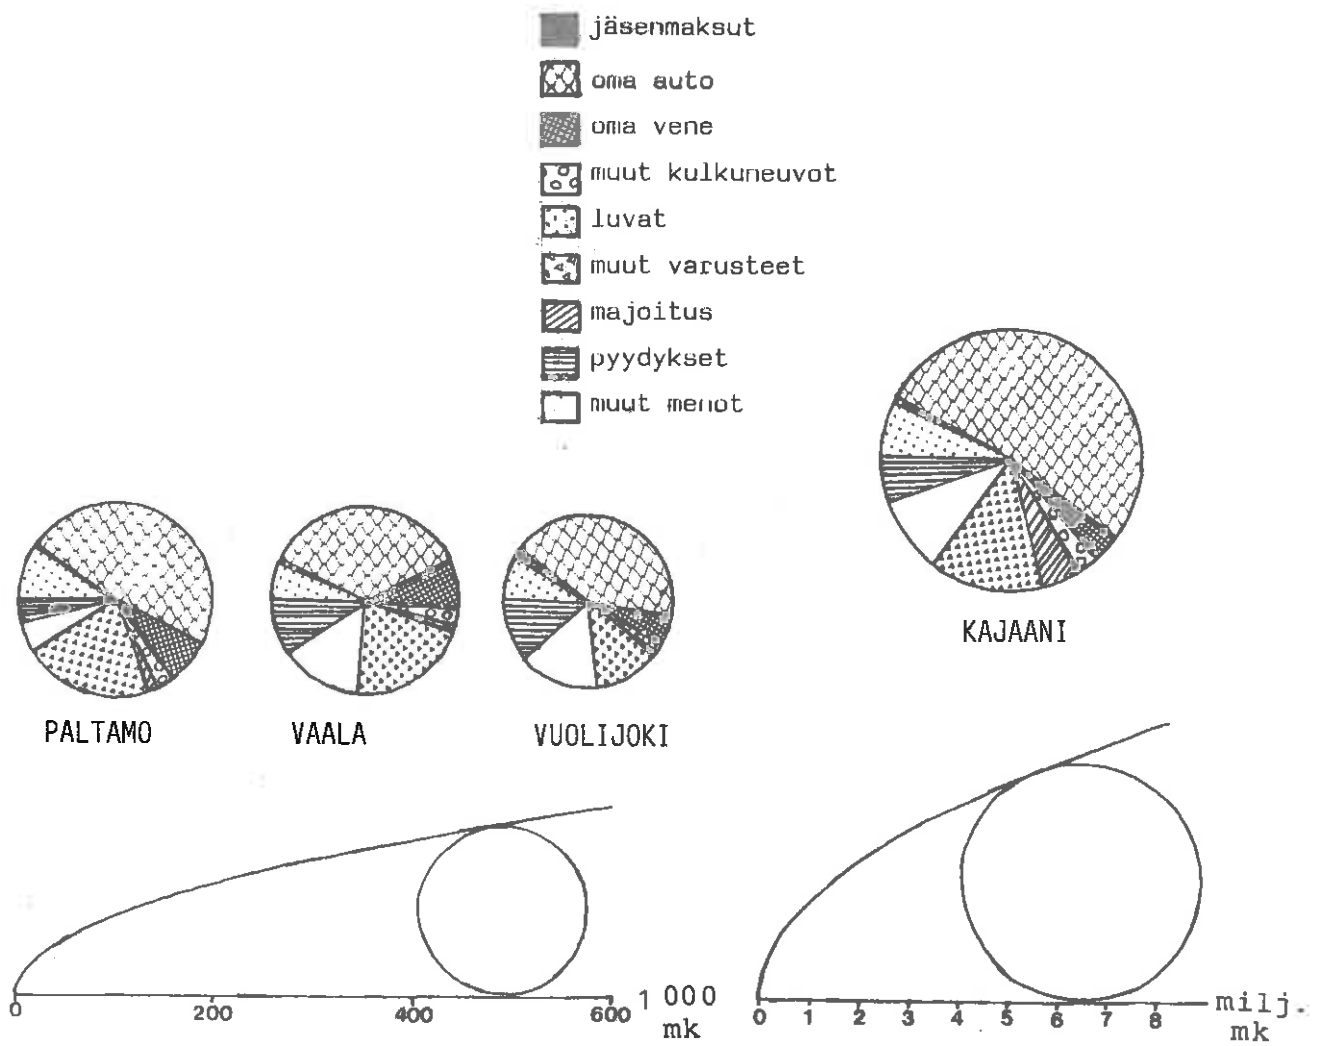 jäsenmaksut
oma auto
oma vene
muut kulkuneuvot
luvat
muut varusteet
majoitus
pyydykset
muut menot
KAJAANI
PALTAMO VAALA VUOLIJOKI
0 200 400 600 1 000 mk
0 1 2 3 4 5 6 7 8 milj. mk